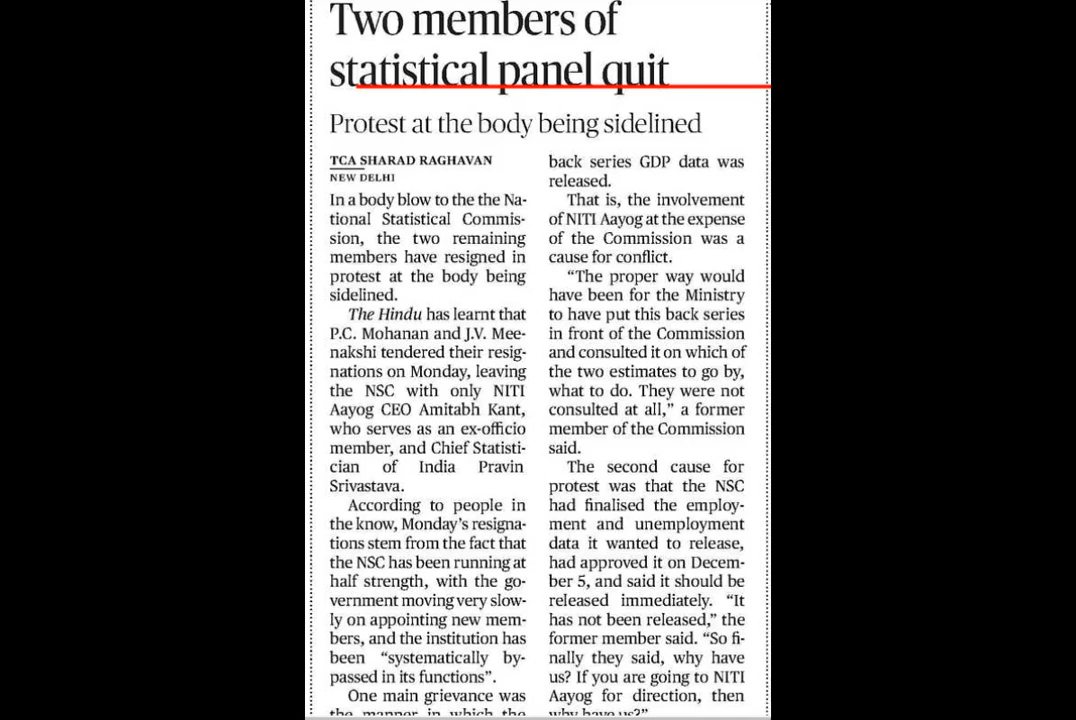 Two members of
statistical panel quit
Protest at the body being sidelined
TCA SHARAD RAGHAVAN
NEW DELHI
In a body blow to the the Na-
tional Statistical Commis-
sion, the two remaining
members have resigned in
protest at the body being
sidelined.
The Hindu has learnt that
P.C. Mohanan and J.V. Mee-
nakshi tendered their resig-
nations on Monday, leaving
the NSC with only NITI
Aayog CEO Amitabh Kant,
who serves as an ex-officio
member, and Chief Statisti-
cian of India Pravin
Srivastava.
According to people in
the know, Monday's resigna-
tions stem from the fact that
the NSC has been running at
half strength, with the go-
vernment moving very slow-
ly on appointing new mem-
bers, and the institution has
been “systematically by-
passed in its functions”.
One main grievance was
the manner in which the
back series GDP data was
released.
That is, the involvement
of NITI Aayog at the expense
of the Commission was a
cause for conflict.
“The proper way would
have been for the Ministry
to have put this back series
in front of the Commission
and consulted it on which of
the two estimates to go by,
what to do. They were not
consulted at all,” a former
member of the Commission
said.
The second cause for
protest was that the NSC
had finalised the employ-
ment and unemployment
data it wanted to release,
had approved it on Decem-
ber 5, and said it should be
released immediately. “It
has not been released,” the
former member said. “So fi-
nally they said, why have
us? If you are going to NITI
Aayog for direction, then
why have us?”